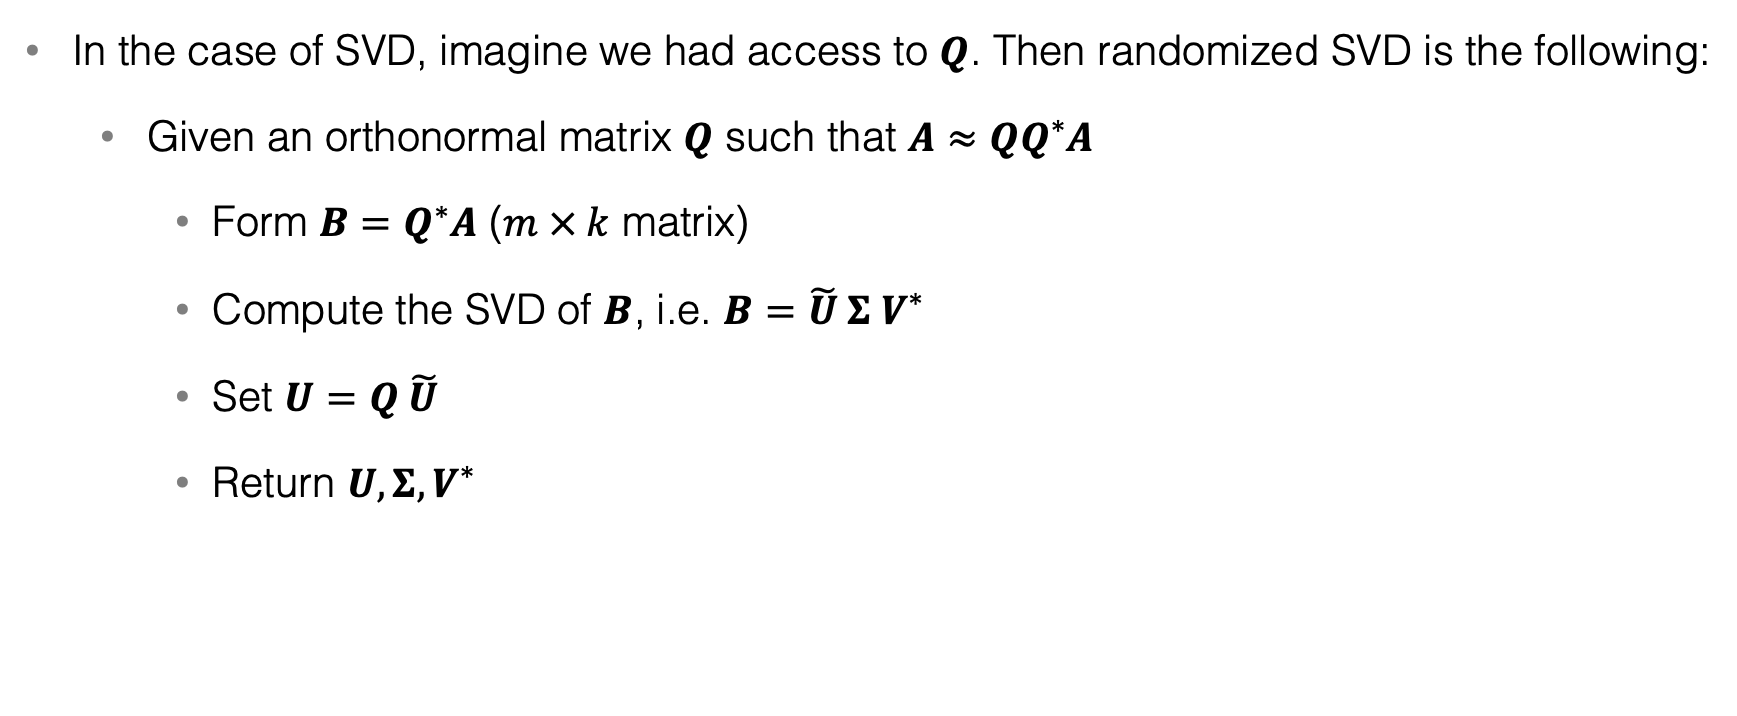 • In the case of SVD, imagine we had access to Q. Then randomized SVD is the following:
• Given an orthonormal matrix Q such that A ≈ QQ*A
• Form B = Q*A (m × k matrix)
• Compute the SVD of B, i.e. B = Ũ Σ V*
• Set U = Q Ũ
• Return U, Σ, V*